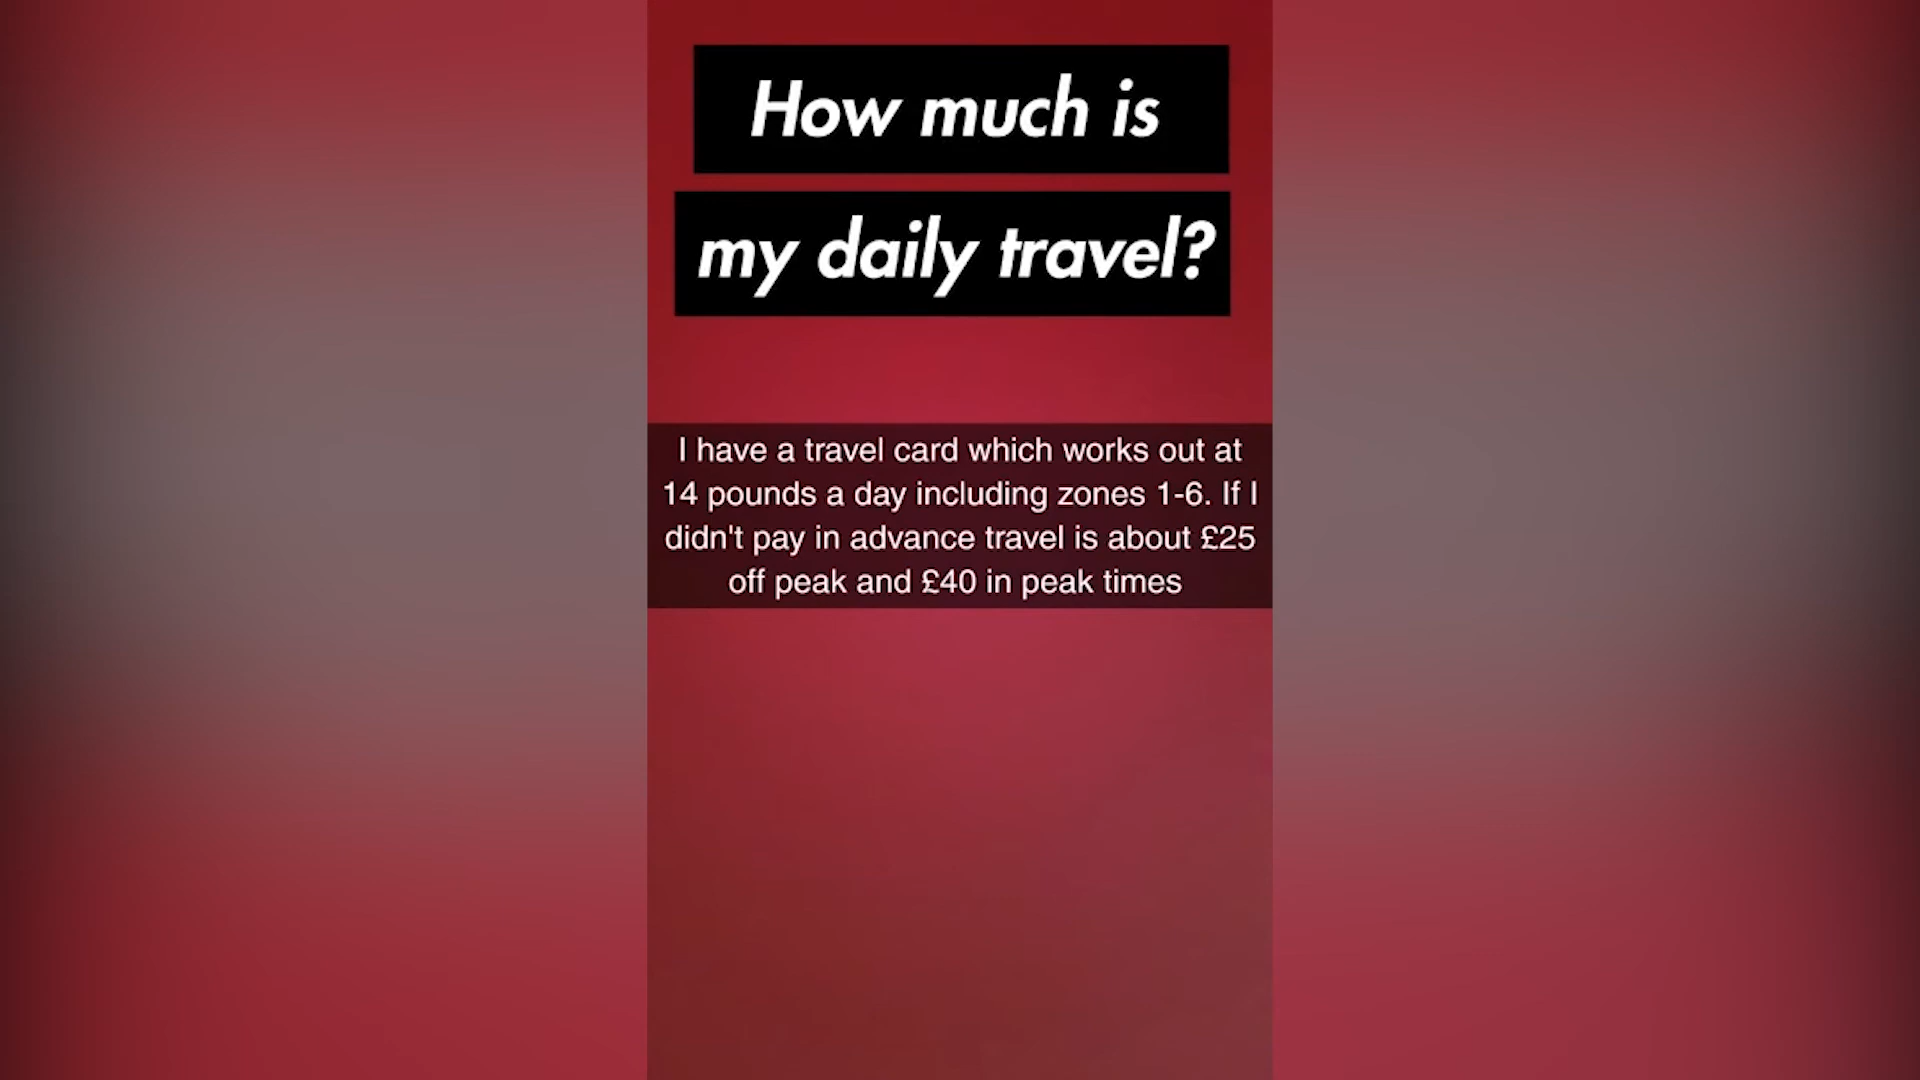 How much is
my daily travel?
I have a travel card which works out at
14 pounds a day including zones 1-6. If I
didn't pay in advance travel is about £25
off peak and £40 in peak times